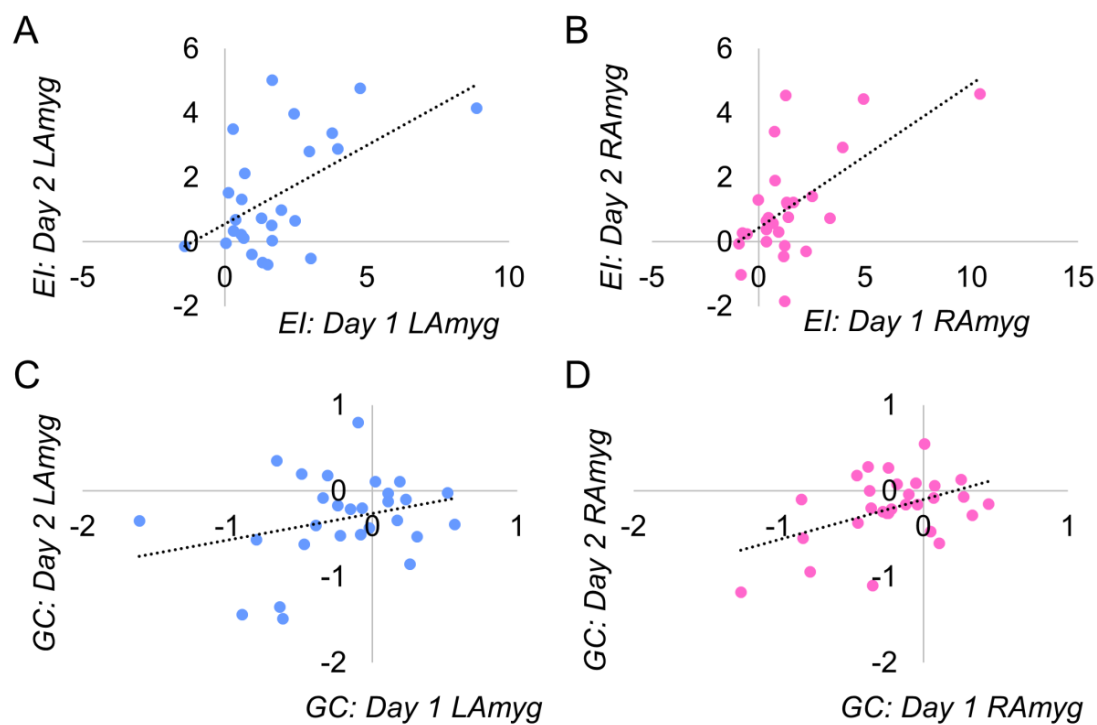 A
6
4
2
0
-2
-5
0
5
10
EI: Day 2 LAmyg
EI: Day 1 LAmyg
B
6
4
2
0
-2
-5
0
5
10
15
EI: Day 2 RAmyg
EI: Day 1 RAmyg
C
1
0
-1
-2
-2
-1
0
1
GC: Day 2 LAmyg
GC: Day 1 LAmyg
D
1
0
-1
-2
-2
-1
0
1
GC: Day 2 RAmyg
GC: Day 1 RAmyg